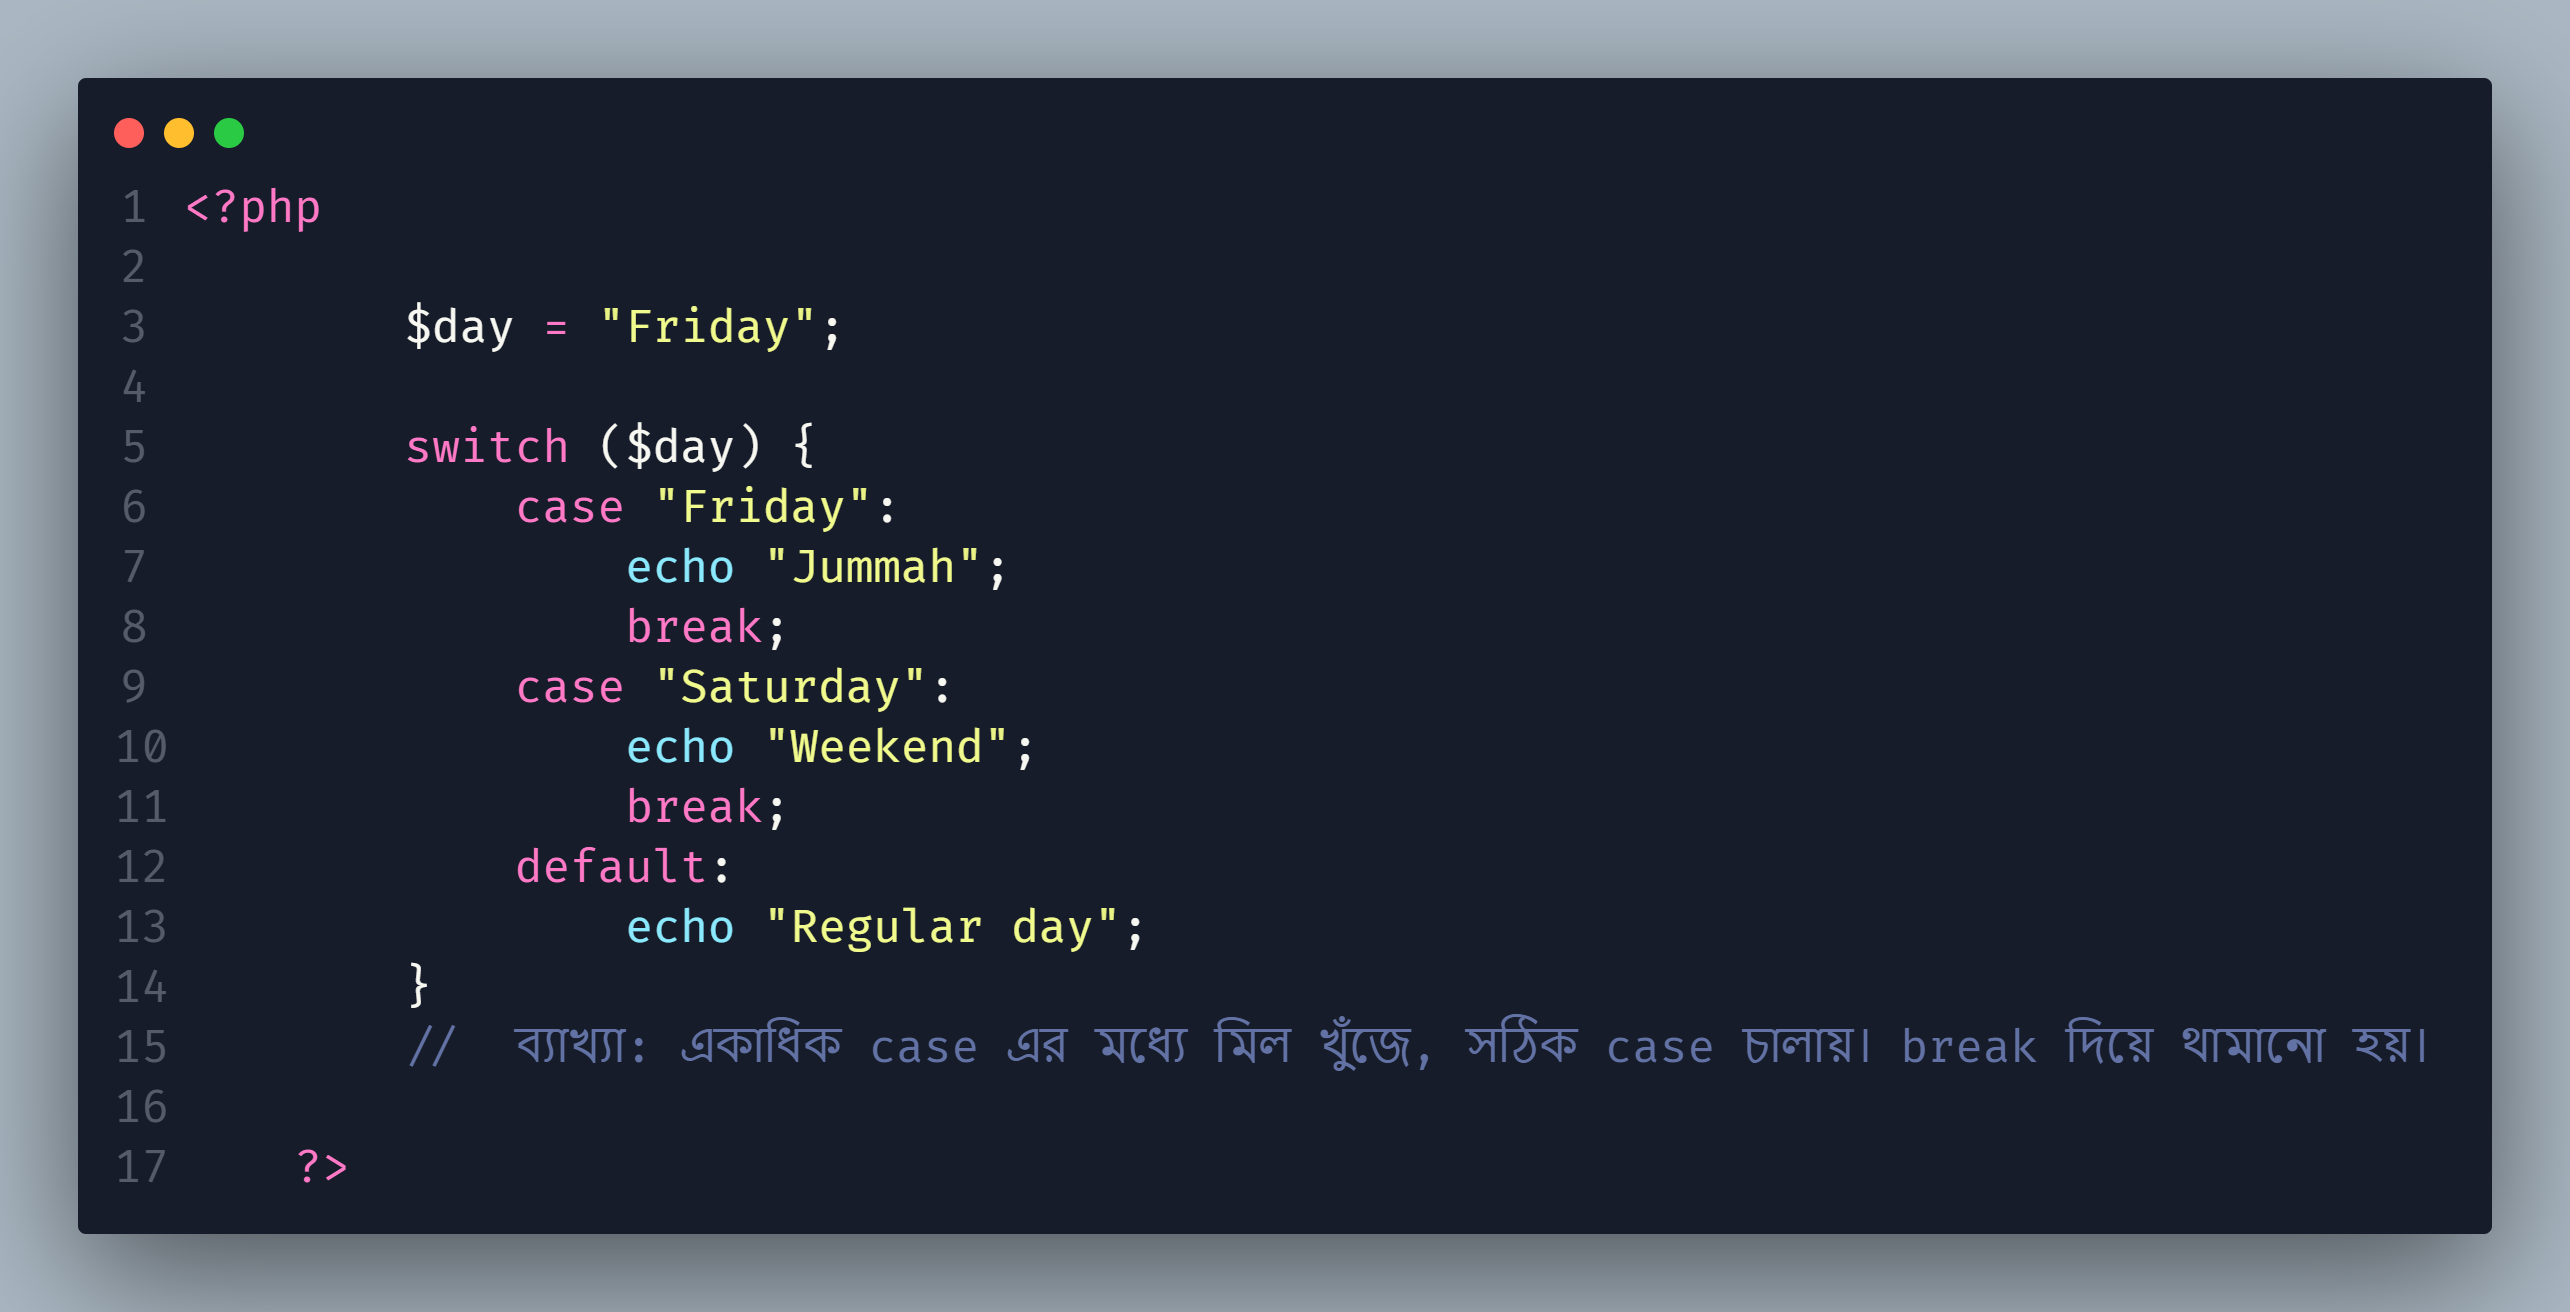 1 <?php
2
3 $day = "Friday";
4
5 switch ($day) {
6 case "Friday":
7 echo "Jummah";
8 break;
9 case "Saturday":
10 echo "Weekend";
11 break;
12 default:
13 echo "Regular day";
14 }
15 // ব্যাখ্যা: একাধিক case এর মধ্যে মিল খুঁজে, সঠিক case চালায়। break দিয়ে থামানো হয়।
16
17 ?>